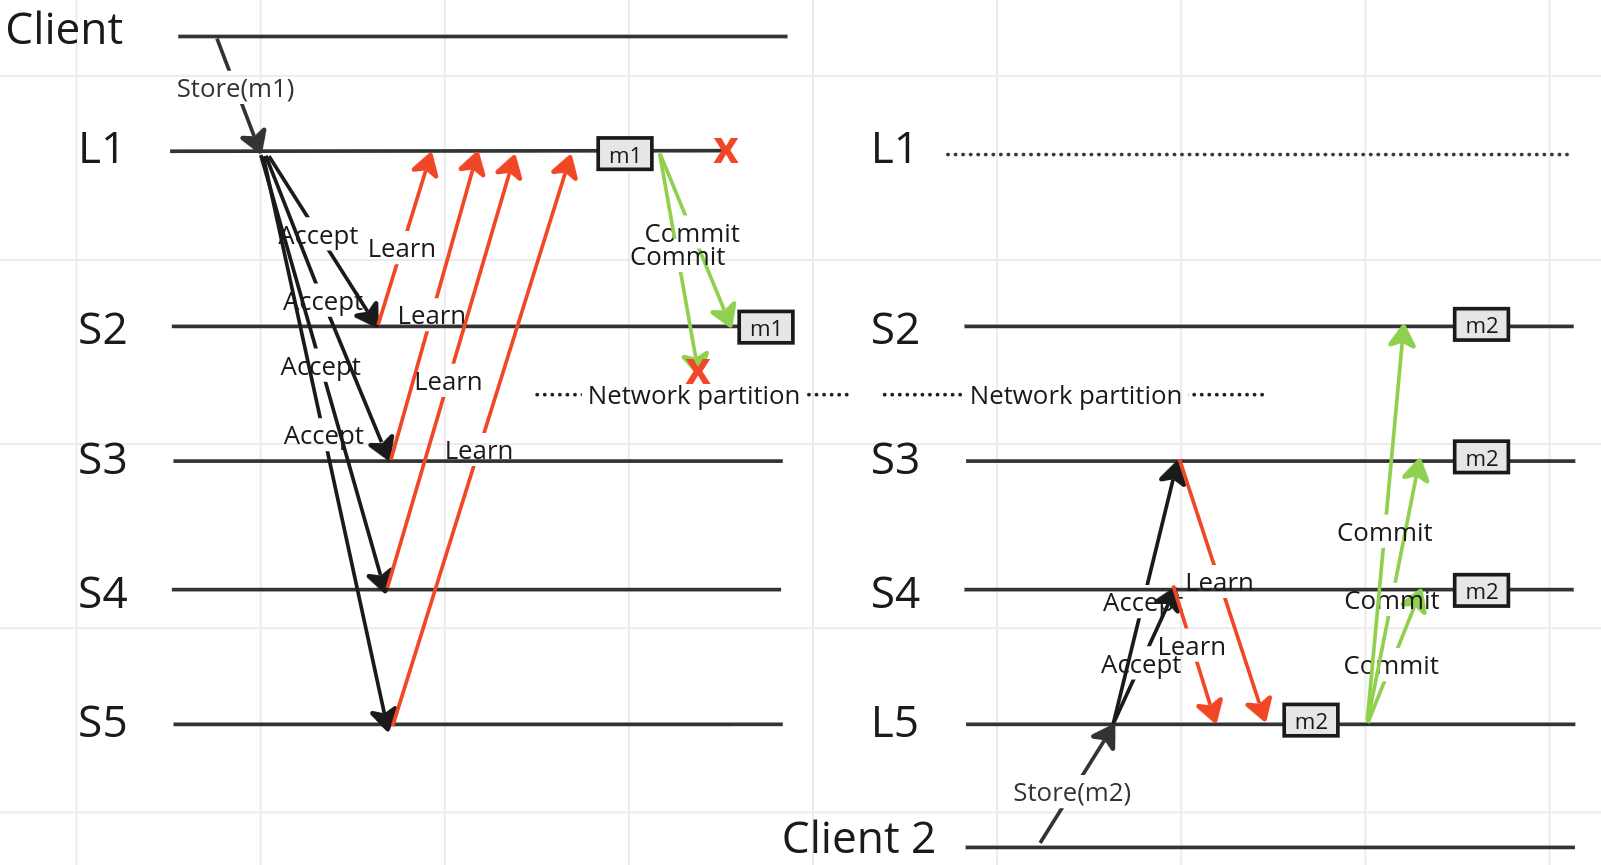 Client
Store(m1)
L1
m1
X
L1
Accept
Learn
Commit
Commit
Accept
Learn
S2
m1
S2
m2
Accept
Learn
X
Network partition
Network partition
Accept
Learn
S3
S3
m2
Commit
S4
S4
Learn
m2
Accept
Commit
Learn
Accept
Commit
S5
L5
m2
Store(m2)
Client 2